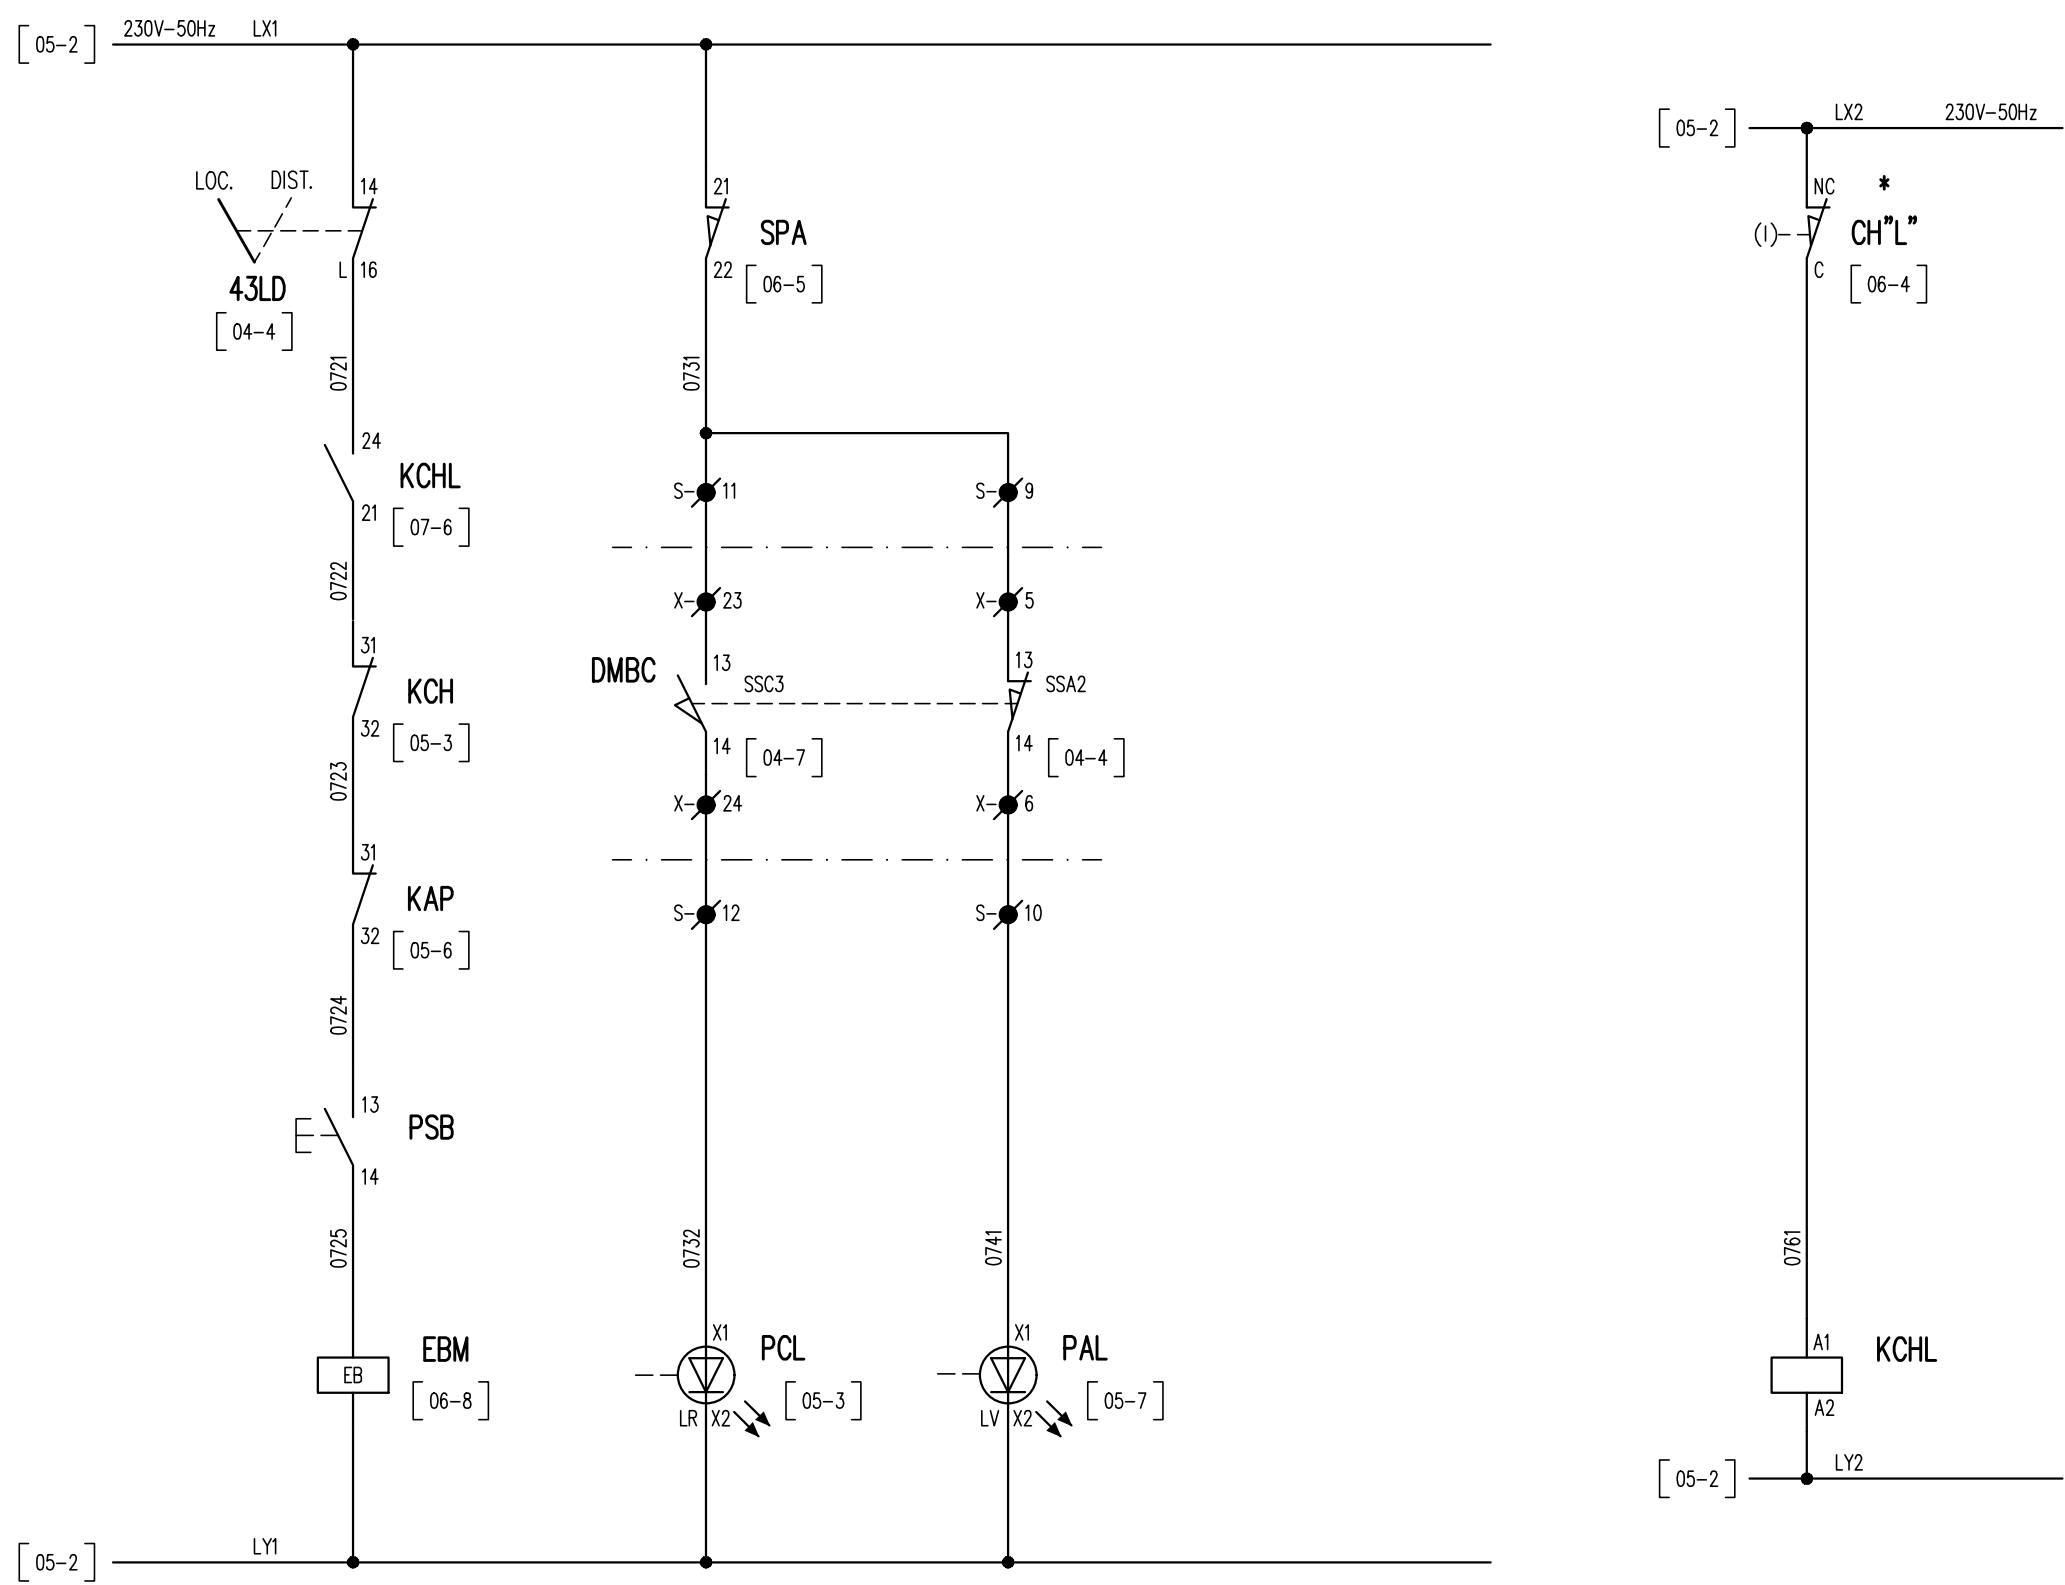 05-2
230V-50Hz LX1
05-2
LX2 230V-50Hz
LOC. DIST.
14
L 16
43LD
04-4
21
SPA
22
06-5
NC *
(I)
CH"L"
C
06-4
0721
0731
24
KCHL
21
07-6
S- 11
S- 9
0722
X- 23
X- 5
31
KCH
32
05-3
DMBC
13
SSC3
14
04-7
13
SSA2
14
04-4
0723
X- 24
X- 6
31
KAP
32
05-6
S- 12
S- 10
0724
13
PSB
14
0725
0732
0741
0761
EB
EBM
06-8
X1
PCL
LR X2
05-3
X1
PAL
LV X2
05-7
A1
KCHL
A2
05-2
LY2
05-2
LY1